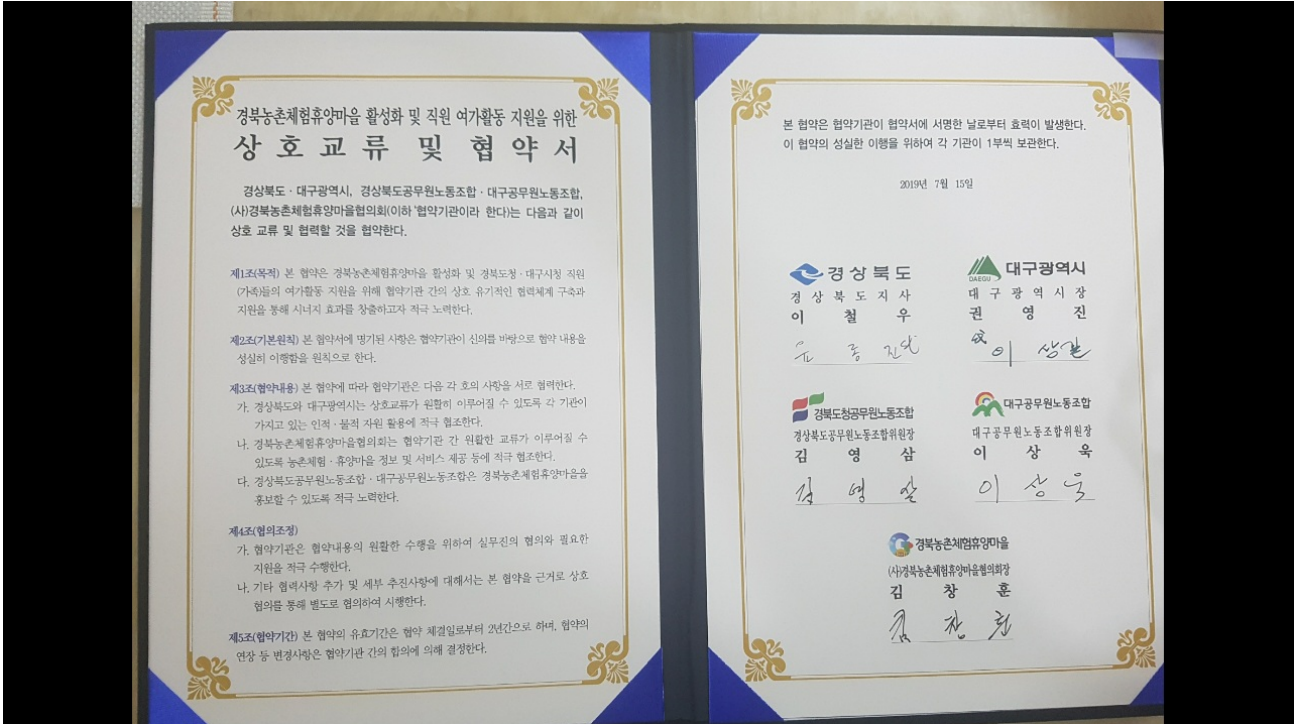 경북농촌체험휴양마을 활성화 및 직원 여가활동 지원을 위한
상호교류 및 협약서
경상북도 · 대구광역시, 경상북도공무원노동조합 · 대구공무원노동조합,
(사)경북농촌체험휴양마을협의회(이하 '협약기관이라 한다)는 다음과 같이
상호 교류 및 협력할 것을 협약한다.
제1조(목적) 본 협약은 경북농촌체험휴양마을 활성화 및 경북도청 · 대구시청 직원
(가족)들의 여가활동 지원을 위해 협약기관 간의 상호 유기적인 협력체계 구축과
지원을 통해 시너지 효과를 창출하고자 적극 노력한다.
제2조(기본원칙) 본 협약서에 명기된 사항은 협약기관이 신의를 바탕으로 협약 내용을
성실히 이행함을 원칙으로 한다.
제3조(협약내용) 본 협약에 따라 협약기관은 다음 각 호의 사항을 서로 협력한다.
가. 경상북도와 대구광역시는 상호교류가 원활히 이루어질 수 있도록 각 기관이
가지고 있는 인적 · 물적 자원 활용에 적극 협조한다.
나. 경북농촌체험휴양마을협의회는 협약기관 간 원활한 교류가 이루어질 수
있도록 농촌체험 · 휴양마을 정보 및 서비스 제공 등에 적극 협조한다.
다. 경상북도공무원노동조합 · 대구공무원노동조합은 경북농촌체험휴양마을을
홍보할 수 있도록 적극 노력한다.
제4조(협의조정)
가. 협약기관은 협약내용의 원활한 수행을 위하여 실무진의 협의와 필요한
지원을 적극 수행한다.
나. 기타 협력사항 추가 및 세부 추진사항에 대해서는 본 협약을 근거로 상호
협의를 통해 별도로 협의하여 시행한다.
제5조(협약기간) 본 협약의 유효기간은 협약 체결일로부터 2년간으로 하며, 협약의
연장 등 변경사항은 협약기관 간의 합의에 의해 결정한다.
본 협약은 협약기관이 협약서에 서명한 날로부터 효력이 발생한다.
이 협약의 성실한 이행을 위하여 각 기관이 1부씩 보관한다.
2019년 7월 15일
경상북도
경상북도지사
이철우
윤종진
DAEGU 대구광역시
대구광역시장
권영진
이상길
경북도청공무원노동조합
경상북도공무원노동조합위원장
김영삼
김영삼
대구공무원노동조합
대구공무원노동조합위원장
이상욱
이상욱
경북농촌체험휴양마을
(사)경북농촌체험휴양마을협의회장
김창훈
김창훈